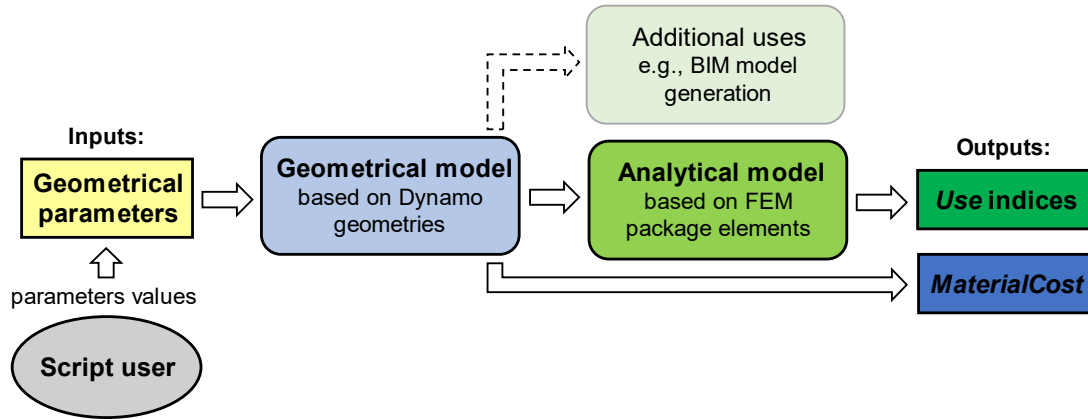 Additional uses
e.g., BIM model
generation
Inputs:
Geometrical
parameters
Geometrical model
based on Dynamo
geometries
Analytical model
based on FEM
package elements
Outputs:
Use indices
MaterialCost
parameters values
Script user